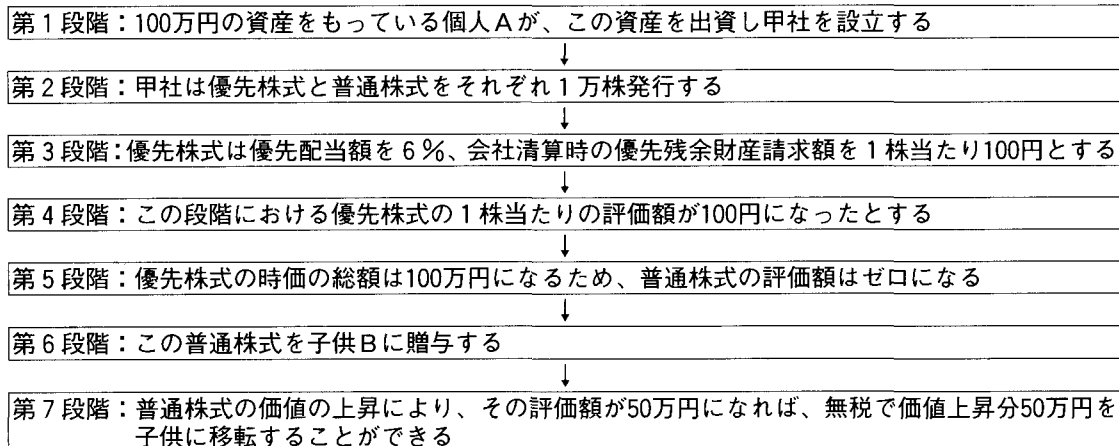 第1段階：100万円の資産をもっている個人Aが、この資産を出資し甲社を設立する
↓
第2段階：甲社は優先株式と普通株式をそれぞれ1万株発行する
↓
第3段階：優先株式は優先配当額を6％、会社清算時の優先残余財産請求額を1株当たり100円とする
↓
第4段階：この段階における優先株式の1株当たりの評価額が100円になったとする
↓
第5段階：優先株式の時価の総額は100万円になるため、普通株式の評価額はゼロになる
↓
第6段階：この普通株式を子供Bに贈与する
↓
第7段階：普通株式の価値の上昇により、その評価額が50万円になれば、無税で価値上昇分50万円を
子供に移転することができる